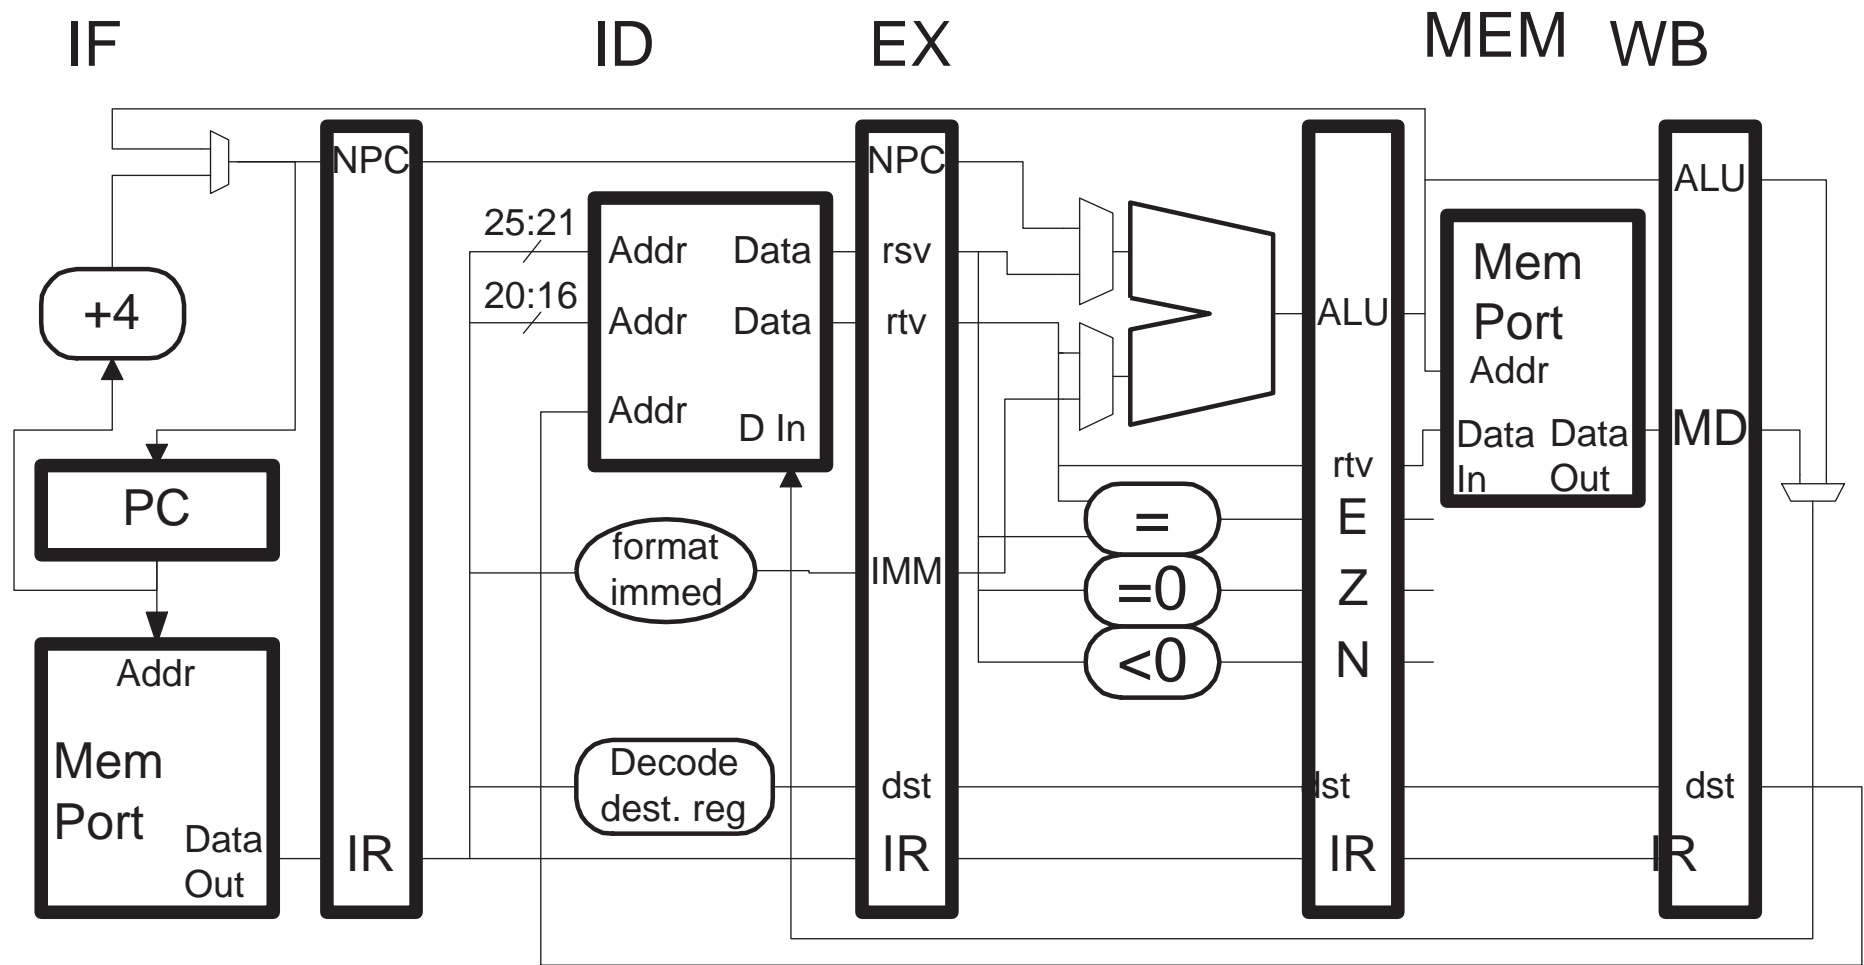 IF
ID
EX
MEM
WB
NPC
NPC
ALU
25:21
Addr
Data
rsv
Mem
Port
20:16
+4
Addr
Data
rtv
ALU
Addr
Addr
D In
Data
In
Data
Out
MD
rtv
PC
=
E
format
immed
IMM
=0
Z
<0
N
Addr
Mem
Port
Data
Out
Decode
dest. reg
dst
dst
dst
IR
IR
IR
IR